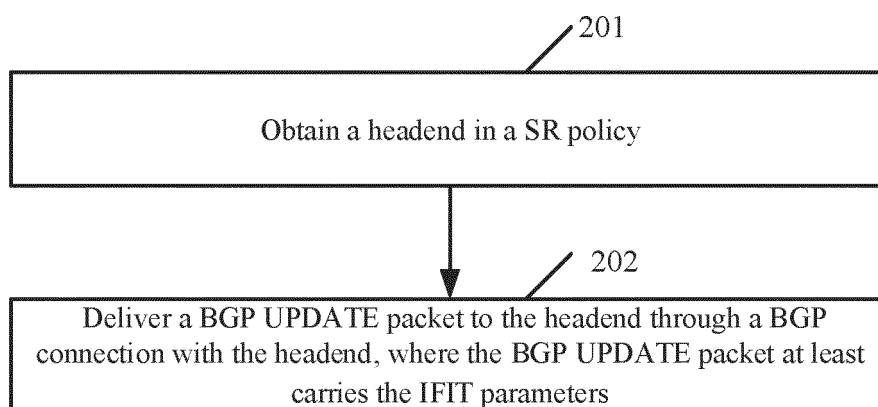 201
Obtain a headend in a SR policy
202
Deliver a BGP UPDATE packet to the headend through a BGP
connection with the headend, where the BGP UPDATE packet at least
carries the IFIT parameters